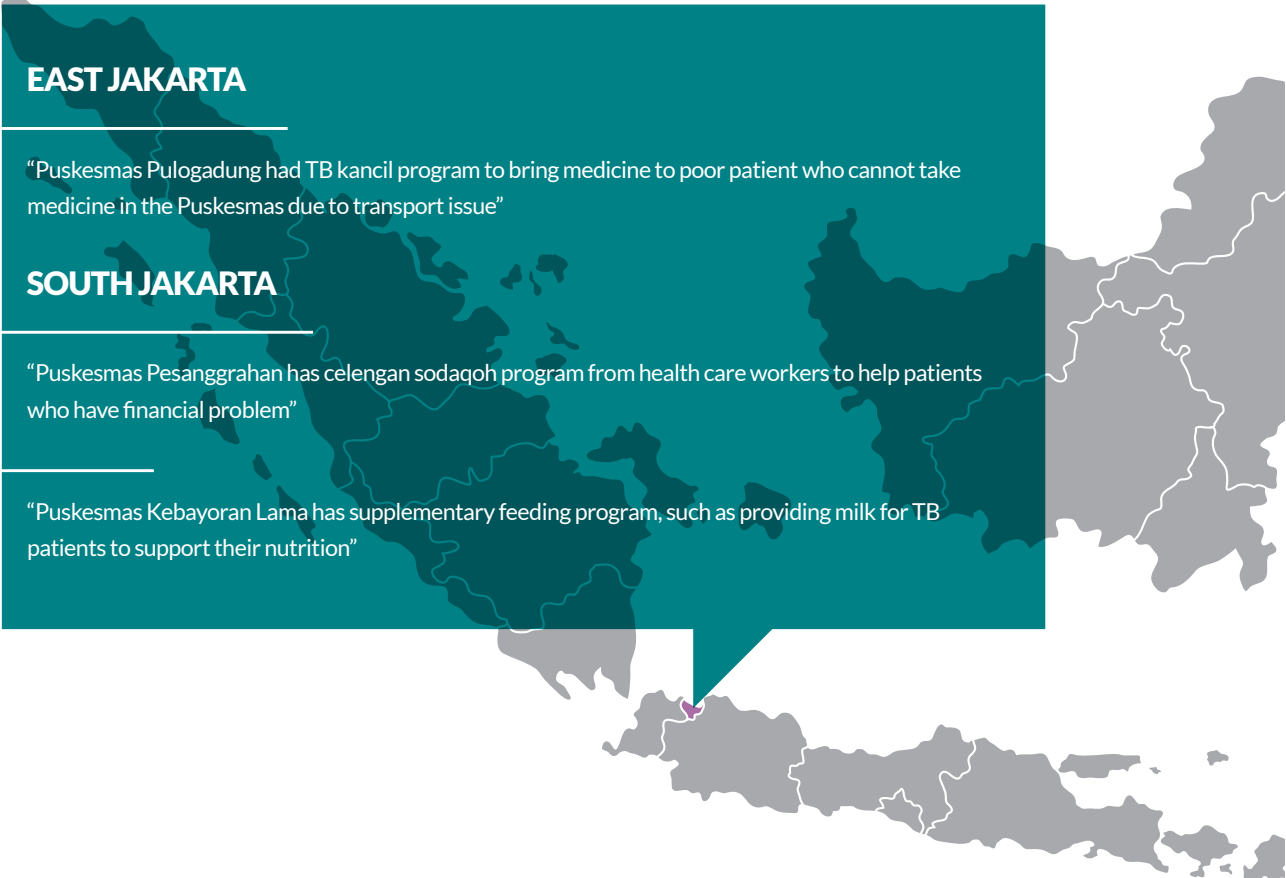 EAST JAKARTA
“Puskesmas Pulogadung had TB kancil program to bring medicine to poor patient who cannot take
medicine in the Puskesmas due to transport issue”
SOUTH JAKARTA
“Puskesmas Pesanggrahan has celengan sodaqoh program from health care workers to help patients
who have financial problem”
“Puskesmas Kebayoran Lama has supplementary feeding program, such as providing milk for TB
patients to support their nutrition”